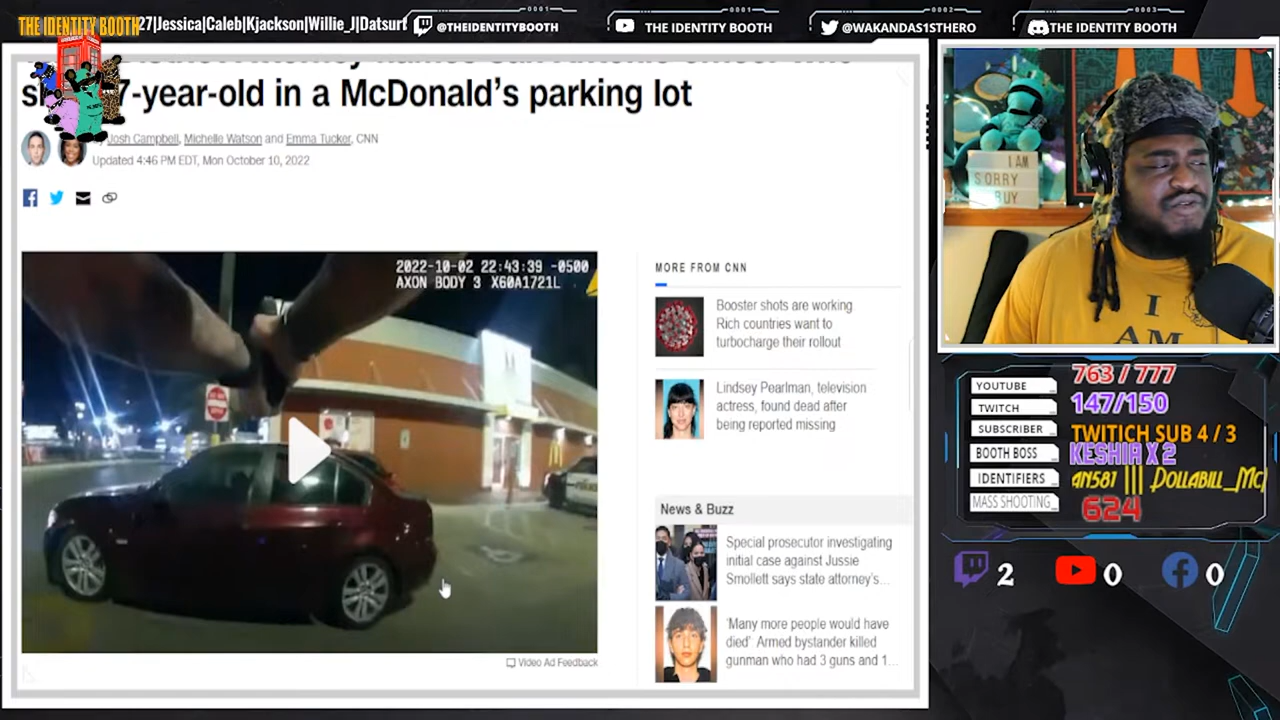 THE IDENTITY BOOTH
27|Jessica|Caleb|Kjackson|Willie_J|Datsurf
@THEIDENTITYBOOTH
THE IDENTITY BOOTH
@WAKANDAS1STHERO
THE IDENTITY BOOTH
7-year-old in a McDonald's parking lot
Josh Campbell, Michelle Watson and Emma Tucker, CNN
Updated 4:46 PM EDT, Mon October 10, 2022
2022-10-02 22:43:39 -0500
AXON BODY 3 X60A1721L
Video Ad Feedback
MORE FROM CNN
Booster shots are working
Rich countries want to
turbocharge their rollout
Lindsey Pearlman, television
actress, found dead after
being reported missing
News & Buzz
Special prosecutor investigating
initial case against Jussie
Smollett says state attorney's...
'Many more people would have
died' Armed bystander killed
gunman who had 3 guns and 1...
I AM
SORRY
BUY
I
AM
YOUTUBE 763 / 777
TWITCH 147/150
SUBSCRIBER TWITICH SUB 4 / 3
BOOTH BOSS KESHIA X 2
IDENTIFIERS AN581 ||| DOLLABILL_MC
MASS SHOOTING 624
2
0
0